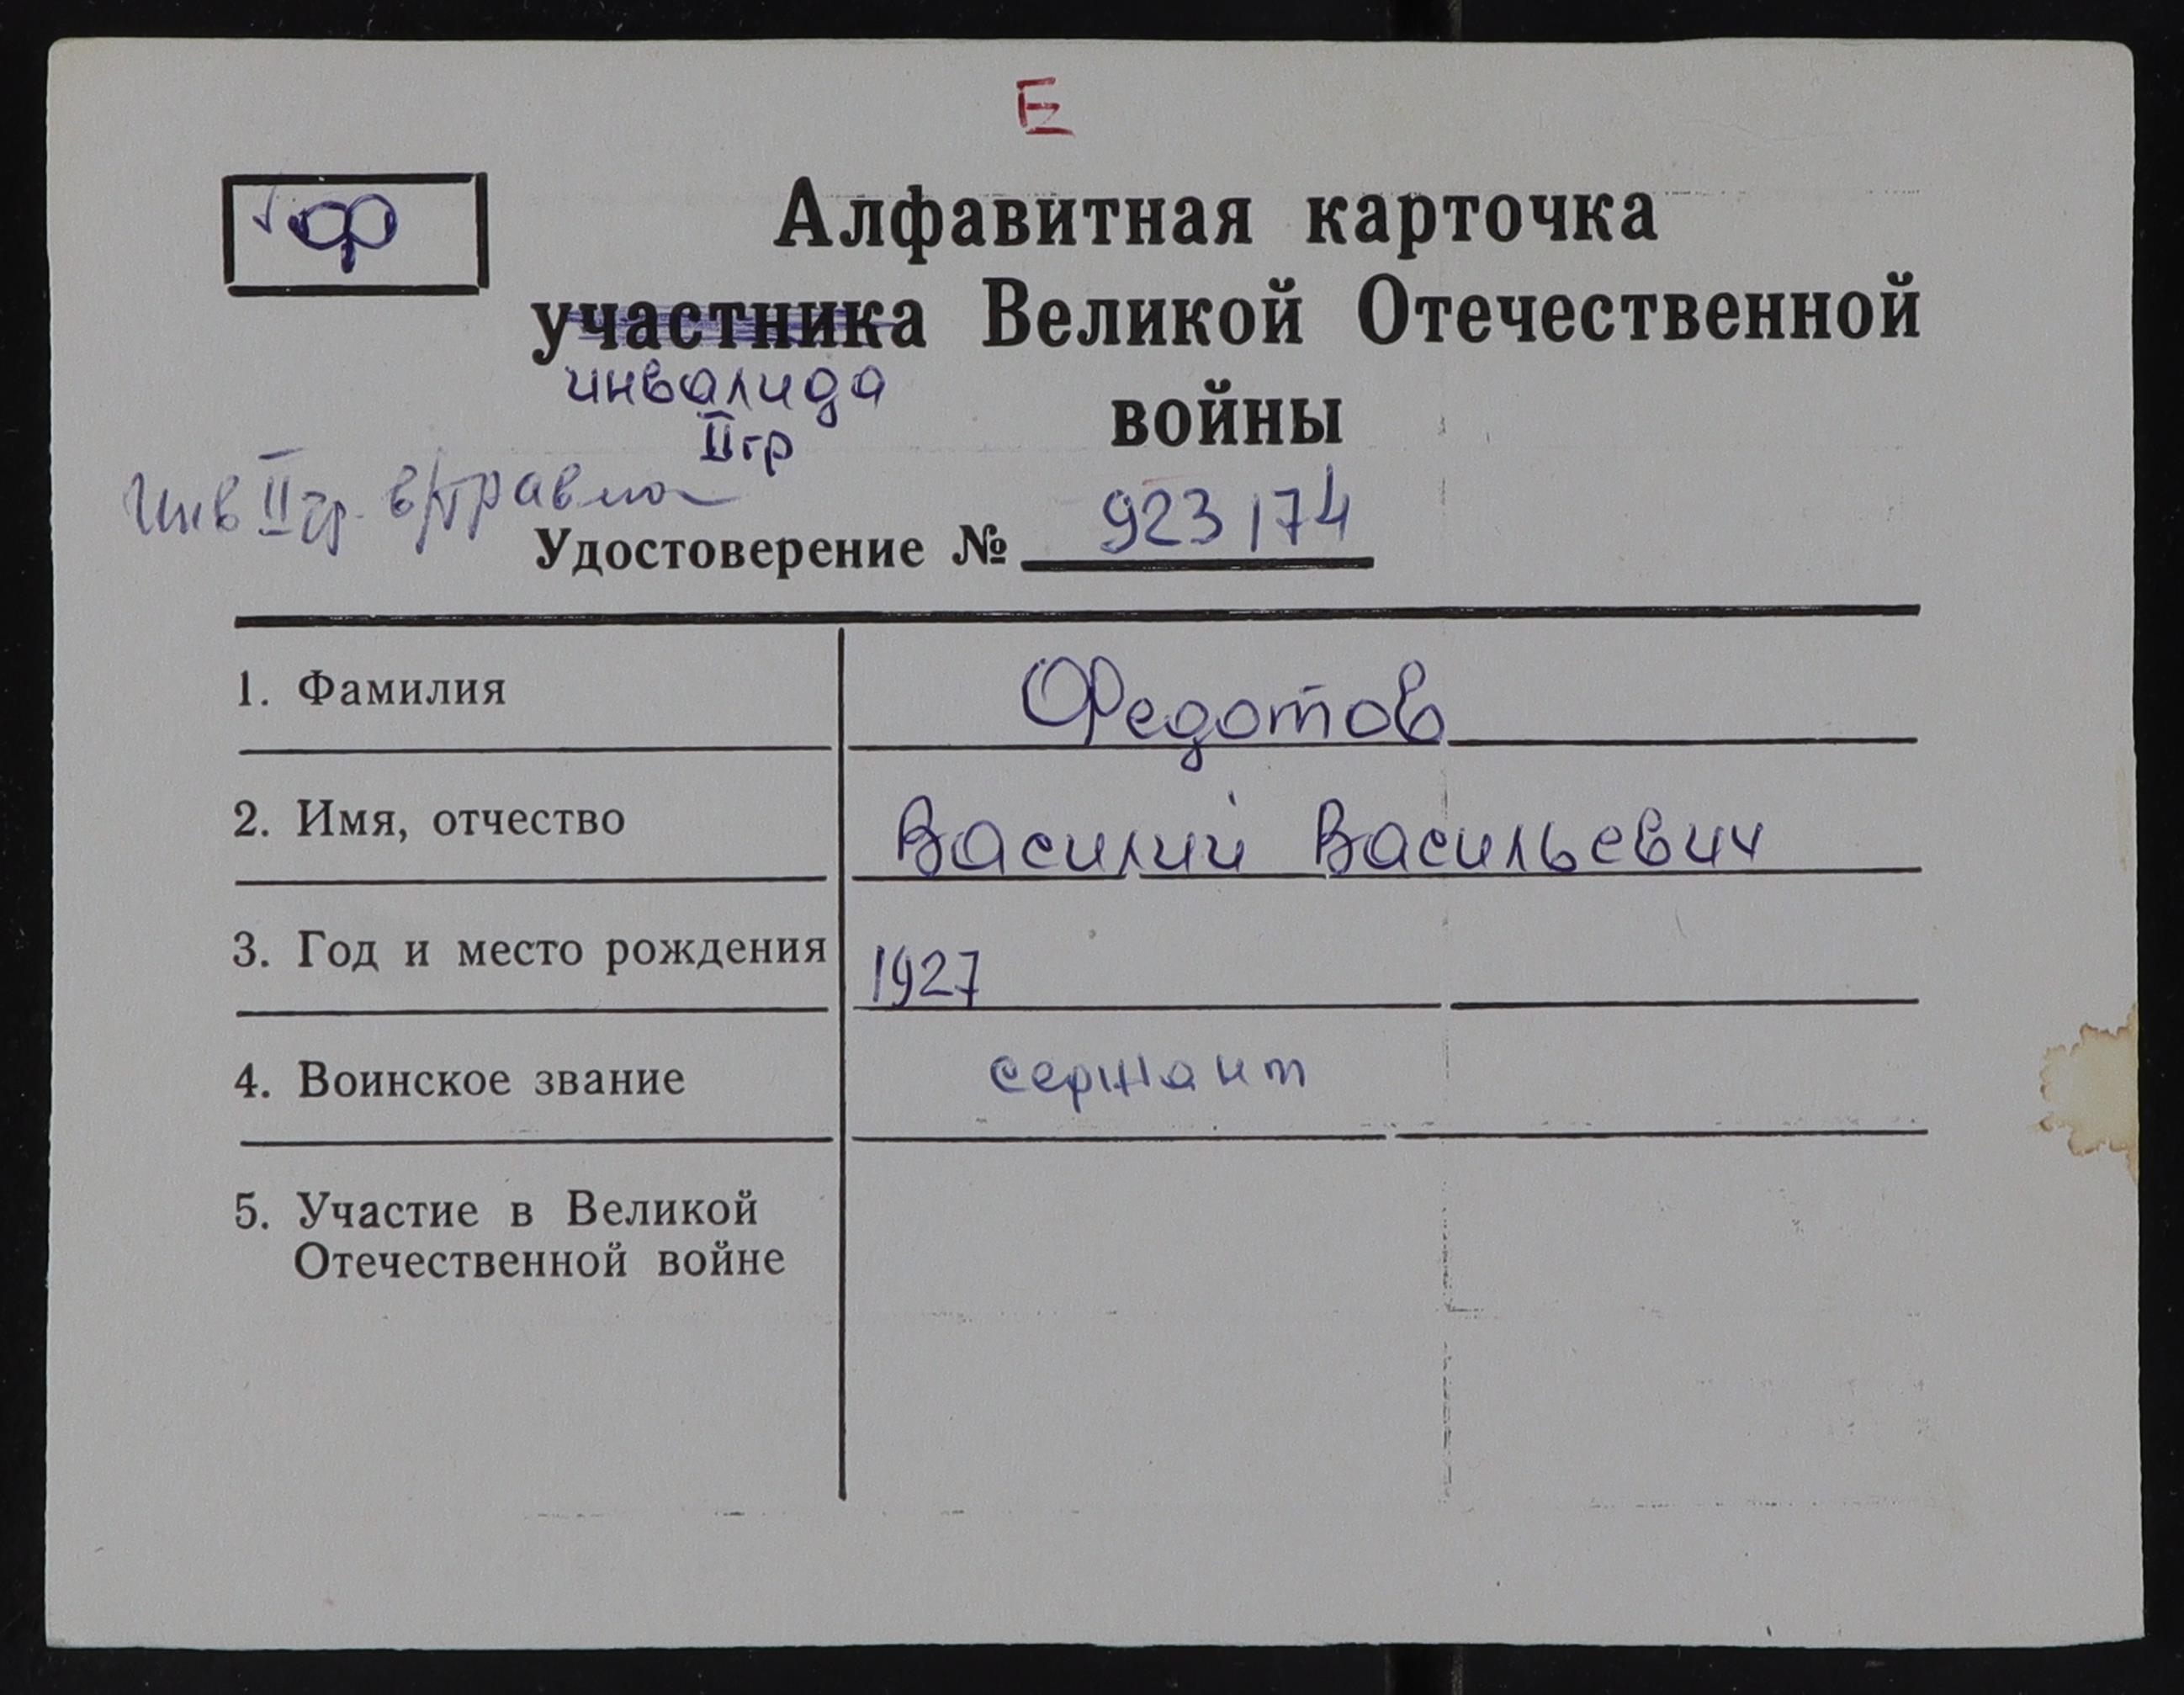 Е
ф
Алфавитная карточка
участника Великой Отечественной
инвалида
войны
II гр
Инв II гр. в/травма
Удостоверение № 923174
1. Фамилия Федотов
2. Имя, отчество Василий Васильевич
3. Год и место рождения 1927
4. Воинское звание сержант
5. Участие в Великой
Отечественной войне